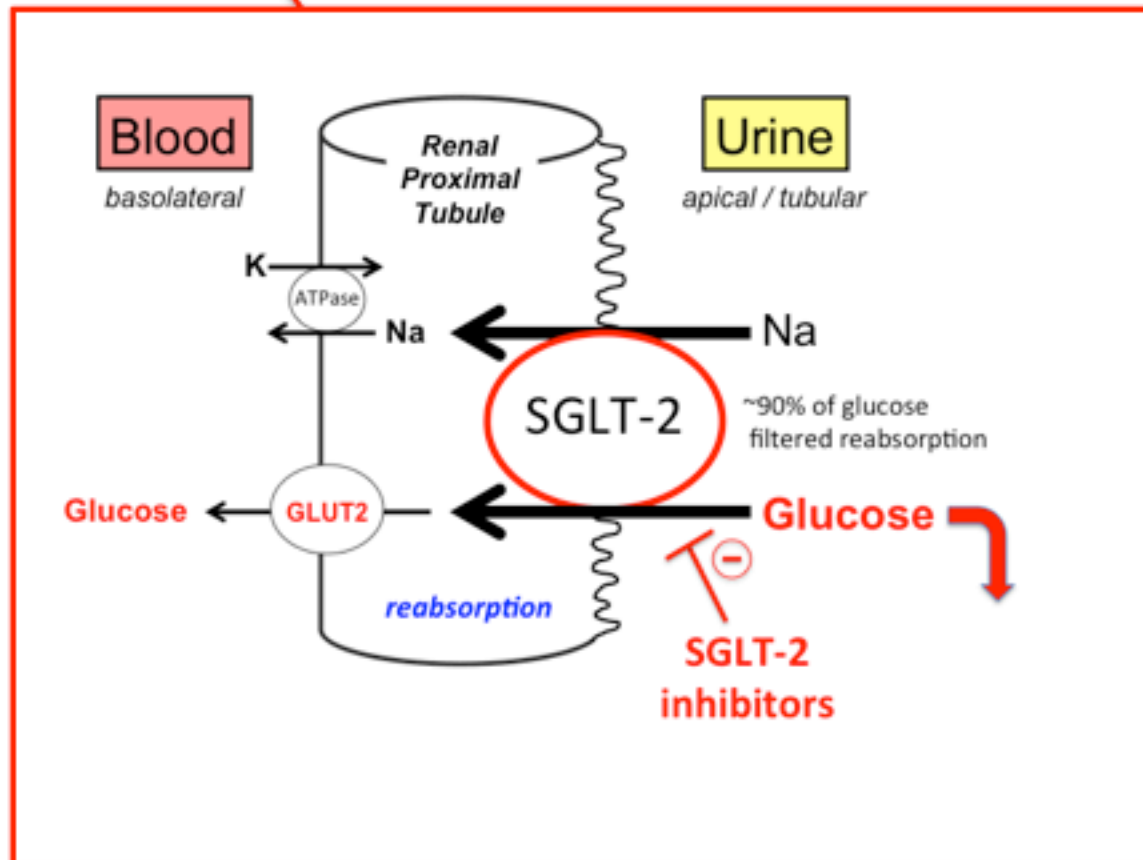 Blood
basolateral
Renal
Proximal
Tubule
Urine
apical / tubular
K
ATPase
Na
Na
SGLT-2
~90% of glucose
filtered reabsorption
Glucose
GLUT2
Glucose
reabsorption
SGLT-2
inhibitors